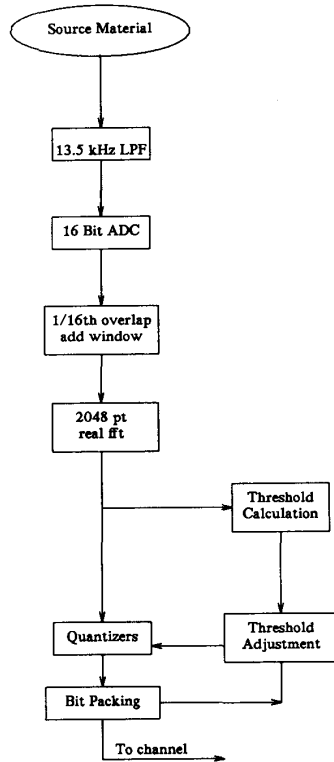 Source Material
13.5 kHz LPF
16 Bit ADC
1/16th overlap
add window
2048 pt
real fft
Threshold
Calculation
Quantizers
Threshold
Adjustment
Bit Packing
To channel